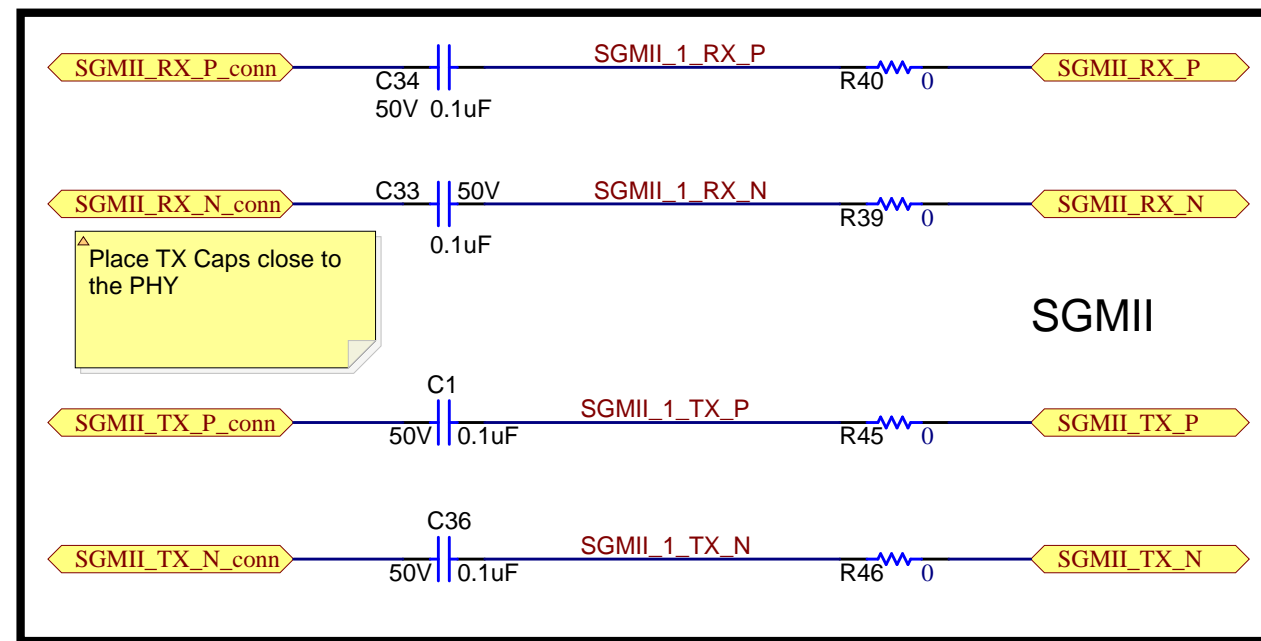 SGMII_RX_P_conn
C34
50V 0.1uF
SGMII_1_RX_P
R40 0
SGMII_RX_P
SGMII_RX_N_conn
C33 50V
0.1uF
SGMII_1_RX_N
R39 0
SGMII_RX_N
Place TX Caps close to
the PHY
SGMII
SGMII_TX_P_conn
C1
50V 0.1uF
SGMII_1_TX_P
R45 0
SGMII_TX_P
SGMII_TX_N_conn
C36
50V 0.1uF
SGMII_1_TX_N
R46 0
SGMII_TX_N